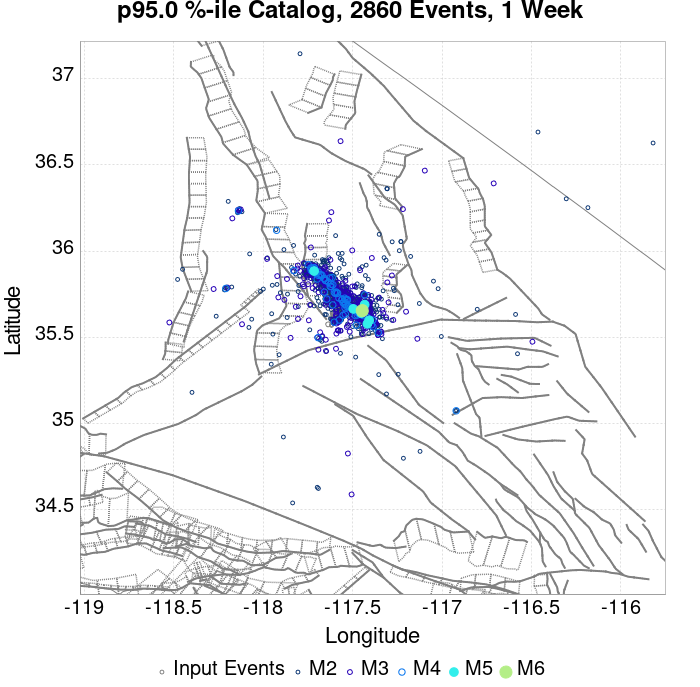 p95.0 %-ile Catalog, 2860 Events, 1 Week
37
36.5
36
35.5
35
34.5
Latitude
-119 -118.5 -118 -117.5 -117 -116.5 -116
Longitude
Input Events M2 M3 M4 M5 M6